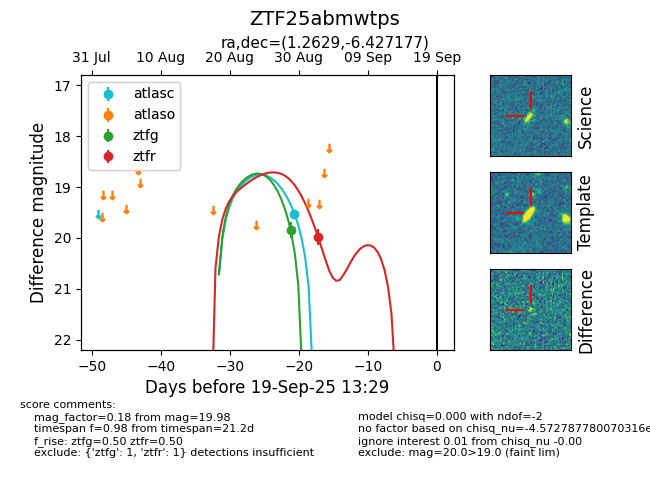 ZTF25abmwtps
ra,dec=(1.2629,-6.427177)
31 Jul 10 Aug 20 Aug 30 Aug 09 Sep 19 Sep
17
18
19
20
21
22
Difference magnitude
atlasc
atlaso
ztfg
ztfr
−50 −40 −30 −20 −10 0
Days before 19-Sep-25 13:29
Science
Template
Difference
score comments:
mag_factor=0.18 from mag=19.98
timespan f=0.98 from timespan=21.2d
f_rise: ztfg=0.50 ztfr=0.50
exclude: {'ztfg': 1, 'ztfr': 1} detections insufficient
model chisq=0.000 with ndof=-2
no factor based on chisq_nu=-4.572787780070316e
ignore interest 0.01 from chisq_nu -0.00
exclude: mag=20.0>19.0 (faint lim)